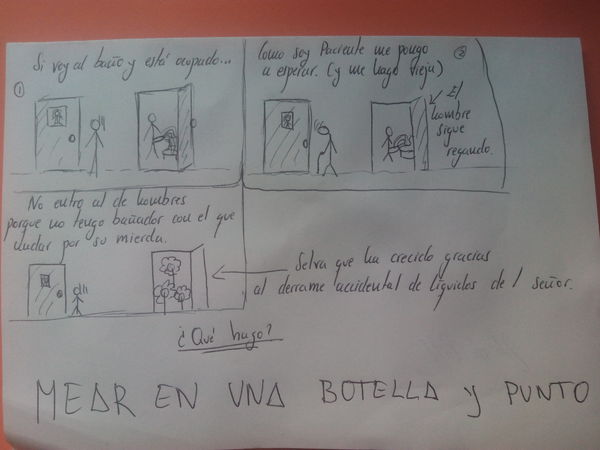 Si voy al baño y está ocupado...
①
Como soy Paciente me pongo
a esperar. (y me hago vieja)
②
El
hombre
sigue
regando.
No entro al de hombres
porque no tengo bañador con el que
nadar por su mierda.
Selva que ha crecido gracias
al derrame accidental de líquidos del señor.
¿Qué hago?
MEAR EN UNA BOTELLA y PUNTO